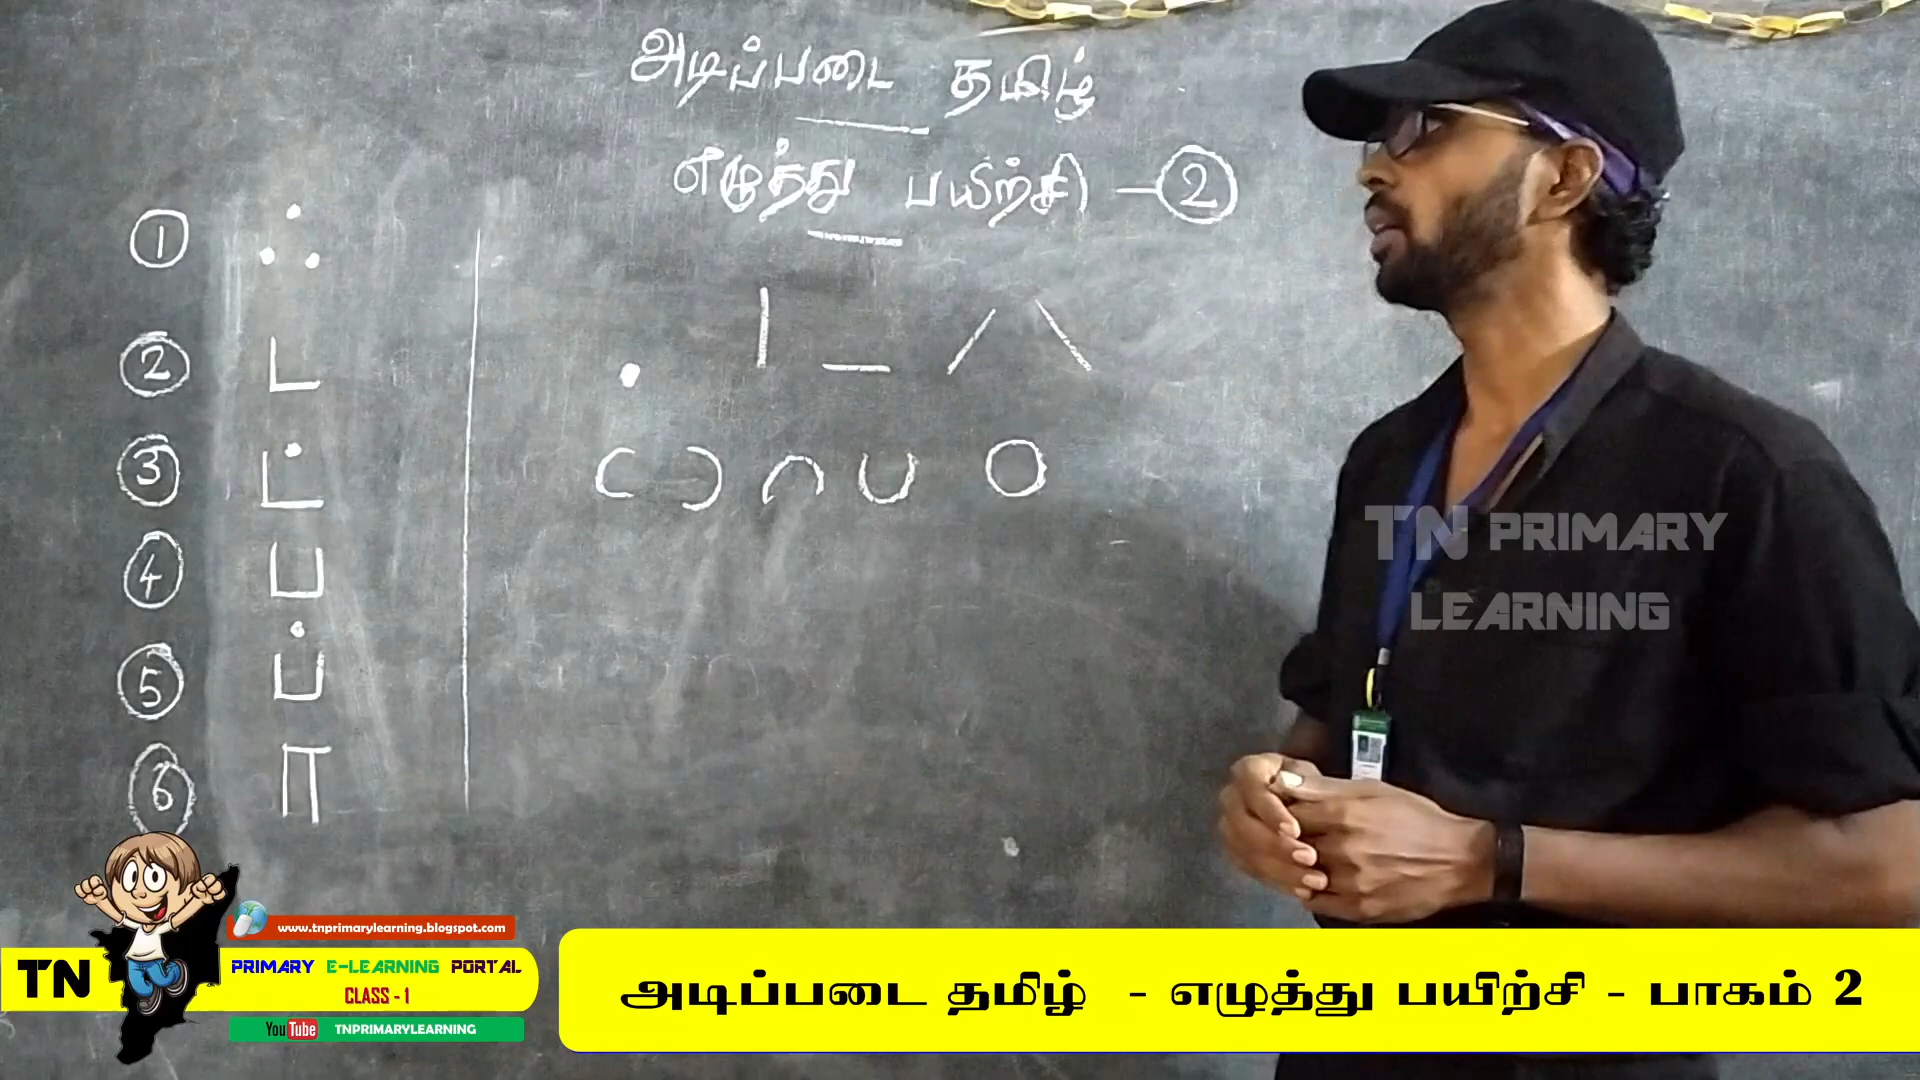 அடிப்படை தமிழ்
எழுத்து பயிற்சி - 2
1 ஃ
2 ட
3 ட்
4 ப
5 ப்
6 π
TN PRIMARY
LEARNING
www.tnprimarylearning.blogspot.com
TN PRIMARY E-LEARNING PORTAL
CLASS - 1
YouTube TNPRIMARYLEARNING
அடிப்படை தமிழ் - எழுத்து பயிற்சி - பாகம் 2